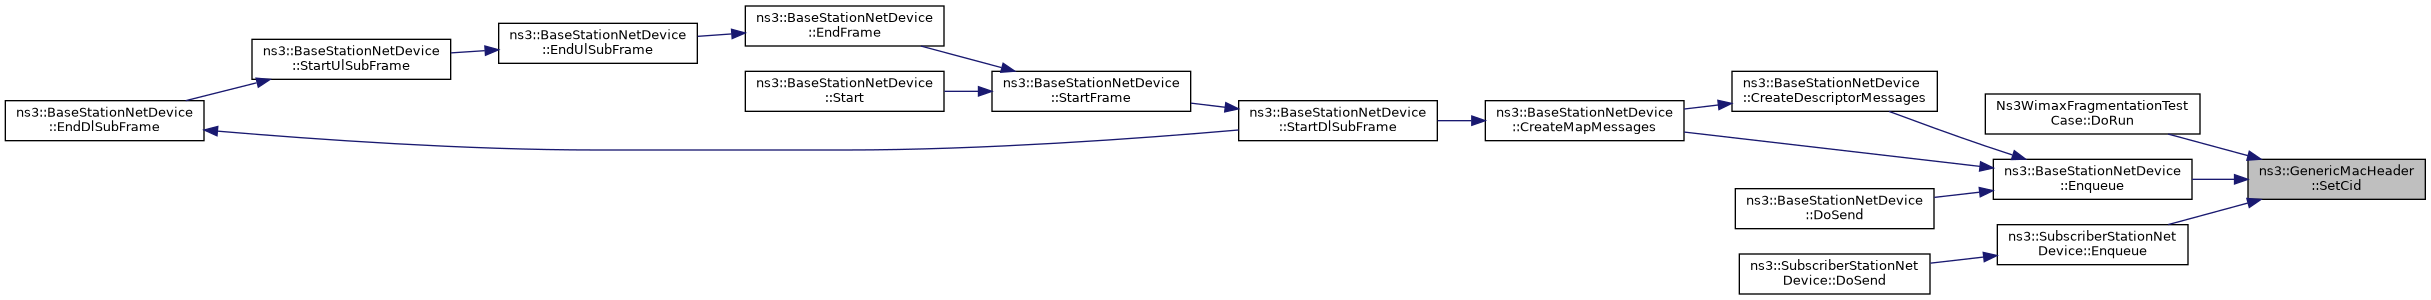 ns3::BaseStationNetDevice
::EndDlSubFrame
ns3::BaseStationNetDevice
::StartUlSubFrame
ns3::BaseStationNetDevice
::EndUlSubFrame
ns3::BaseStationNetDevice
::EndFrame
ns3::BaseStationNetDevice
::Start
ns3::BaseStationNetDevice
::StartFrame
ns3::BaseStationNetDevice
::StartDlSubFrame
ns3::BaseStationNetDevice
::CreateMapMessages
ns3::BaseStationNetDevice
::CreateDescriptorMessages
ns3::BaseStationNetDevice
::DoSend
ns3::SubscriberStationNet
Device::DoSend
Ns3WimaxFragmentationTest
Case::DoRun
ns3::BaseStationNetDevice
::Enqueue
ns3::SubscriberStationNet
Device::Enqueue
ns3::GenericMacHeader
::SetCid